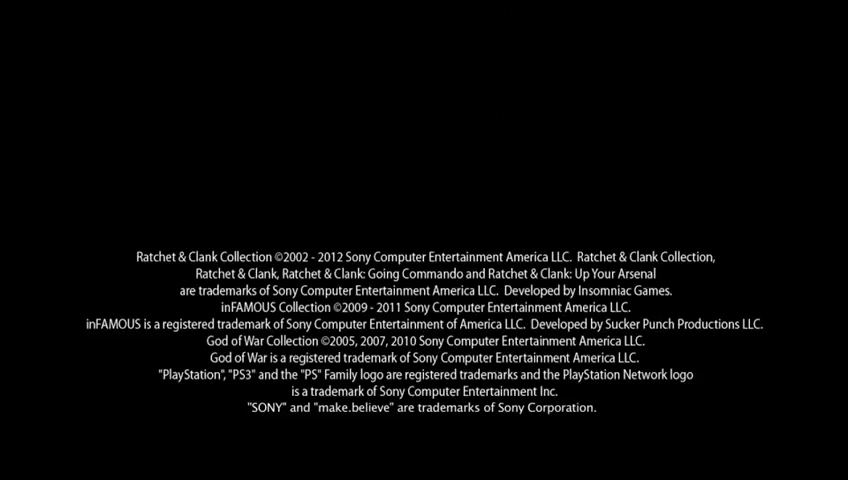 Ratchet & Clank Collection ©2002 - 2012 Sony Computer Entertainment America LLC.  Ratchet & Clank Collection,
Ratchet & Clank, Ratchet & Clank: Going Commando and Ratchet & Clank: Up Your Arsenal
are trademarks of Sony Computer Entertainment America LLC.  Developed by Insomniac Games.
inFAMOUS Collection ©2009 - 2011 Sony Computer Entertainment America LLC.
inFAMOUS is a registered trademark of Sony Computer Entertainment of America LLC.  Developed by Sucker Punch Productions LLC.
God of War Collection ©2005, 2007, 2010 Sony Computer Entertainment America LLC.
God of War is a registered trademark of Sony Computer Entertainment America LLC.
"PlayStation", "PS3" and the "PS" Family logo are registered trademarks and the PlayStation Network logo
is a trademark of Sony Computer Entertainment Inc.
"SONY" and "make.believe" are trademarks of Sony Corporation.